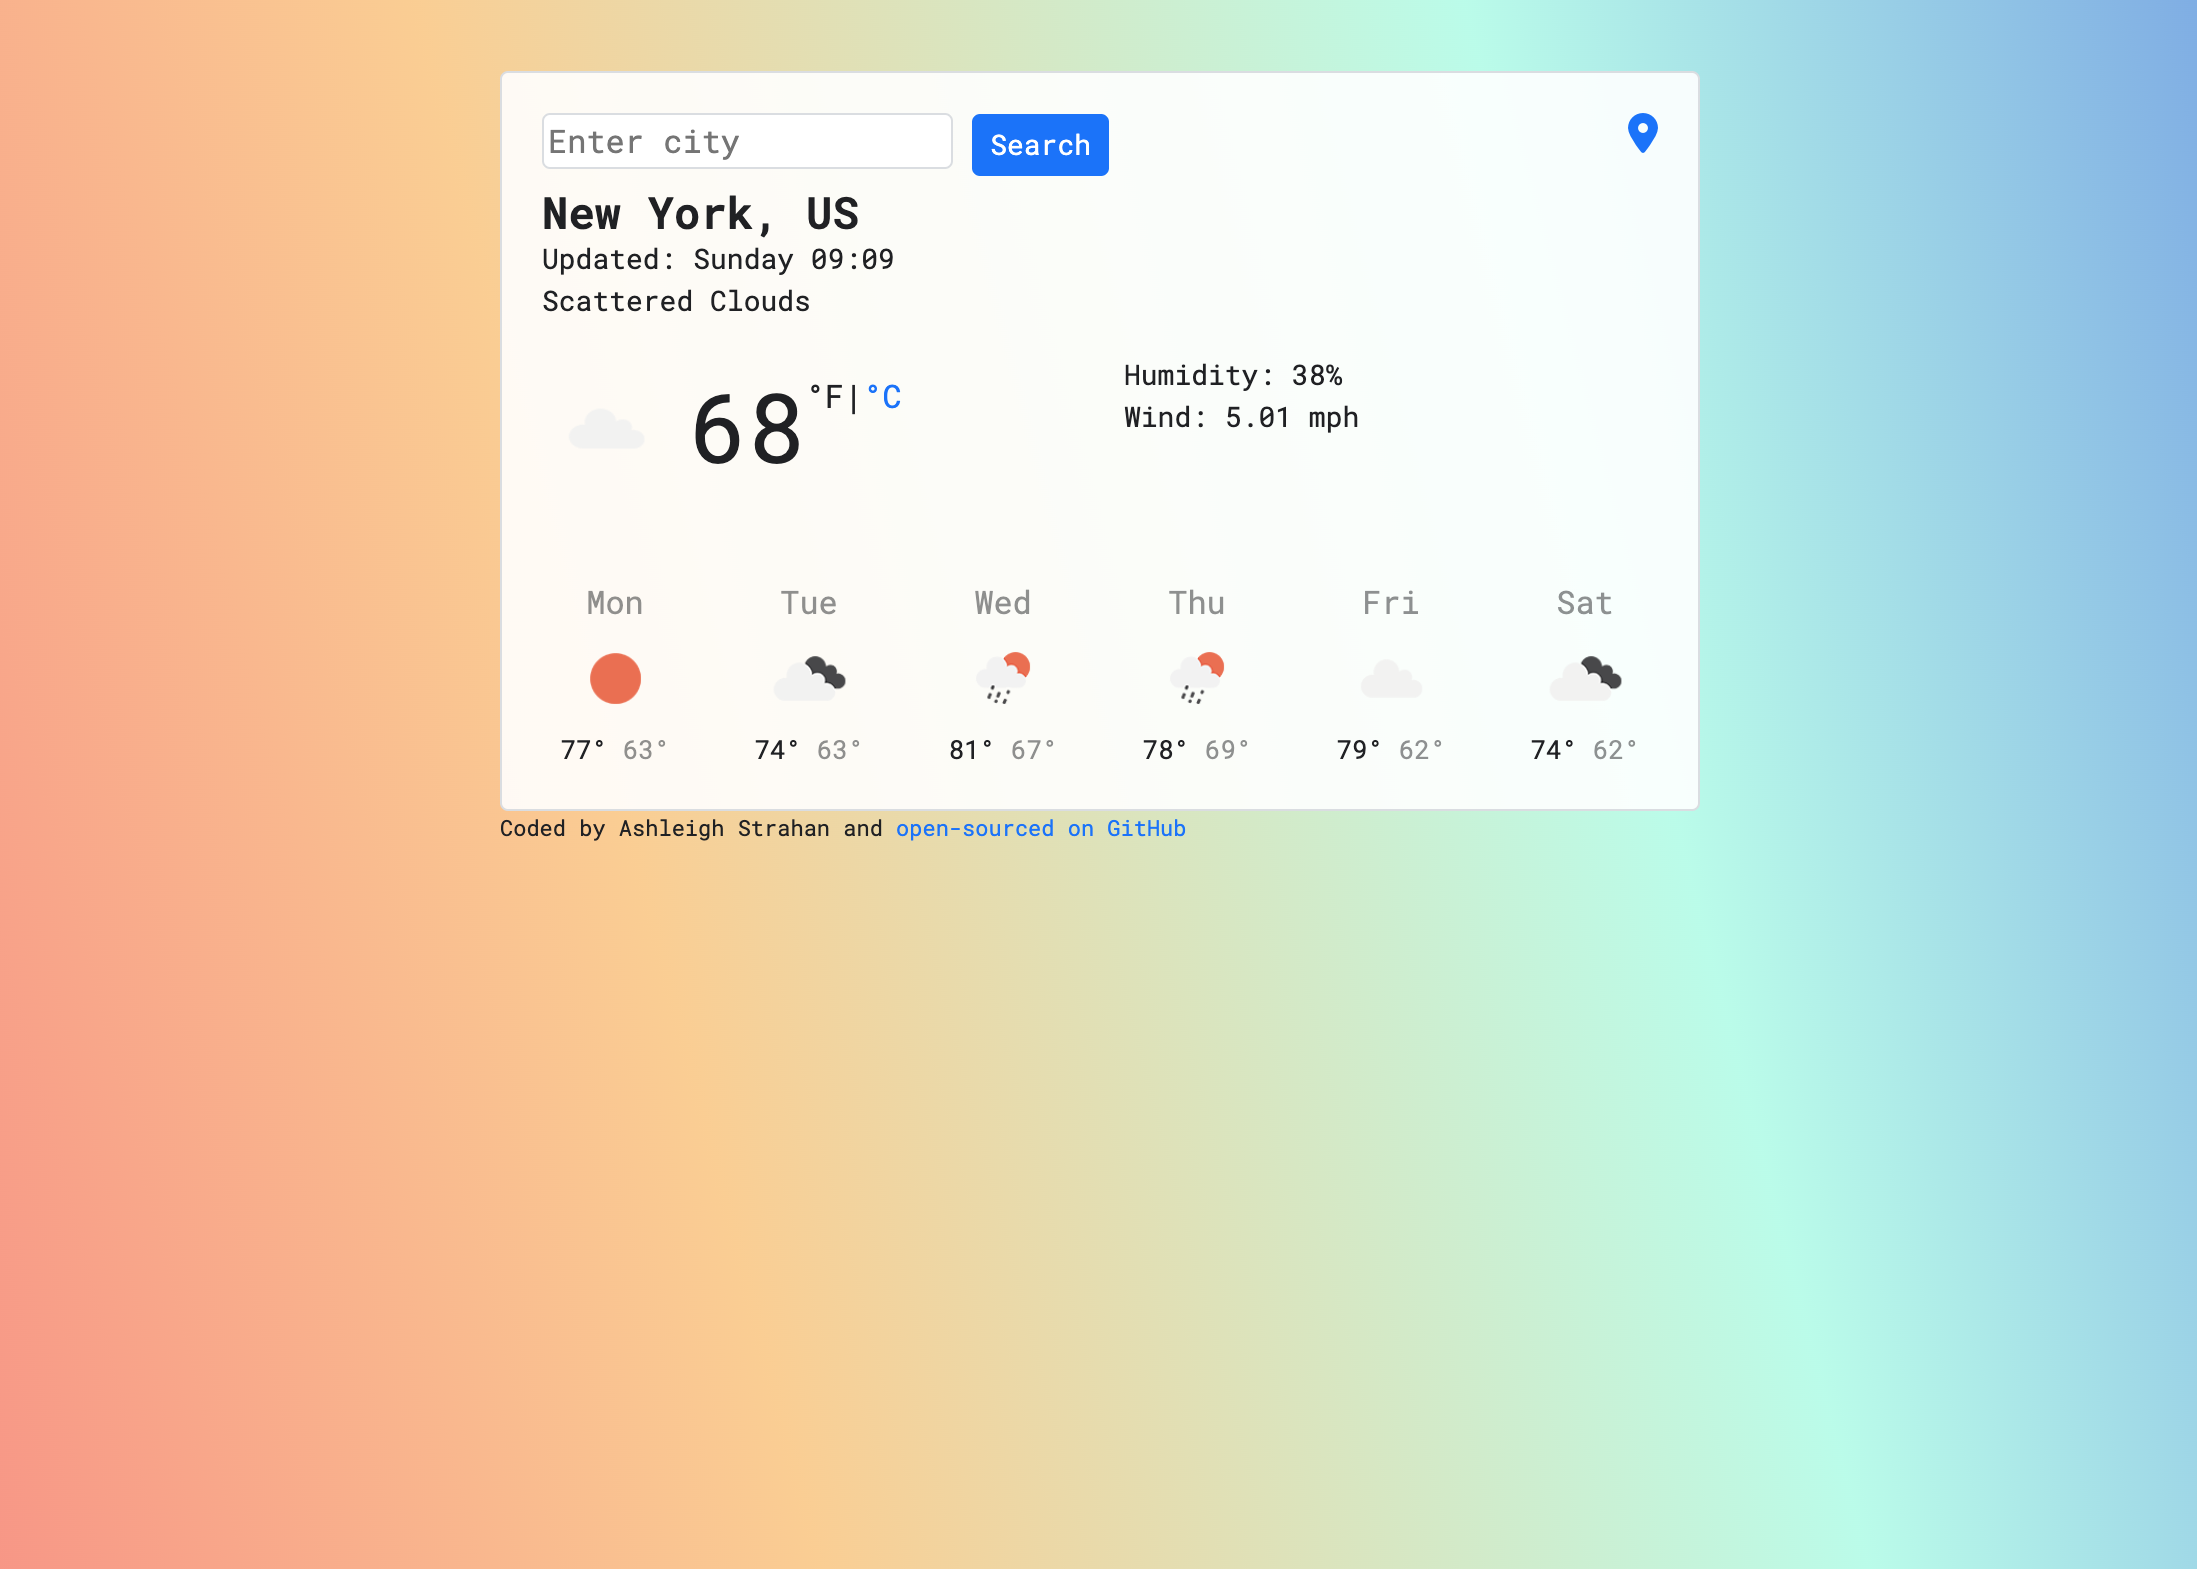 Enter city
Search
New York, US
Updated: Sunday 09:09
Scattered Clouds
68°F|°C
Humidity: 38%
Wind: 5.01 mph
Mon Tue Wed Thu Fri Sat
77° 63° 74° 63° 81° 67° 78° 69° 79° 62° 74° 62°
Coded by Ashleigh Strahan and open-sourced on GitHub